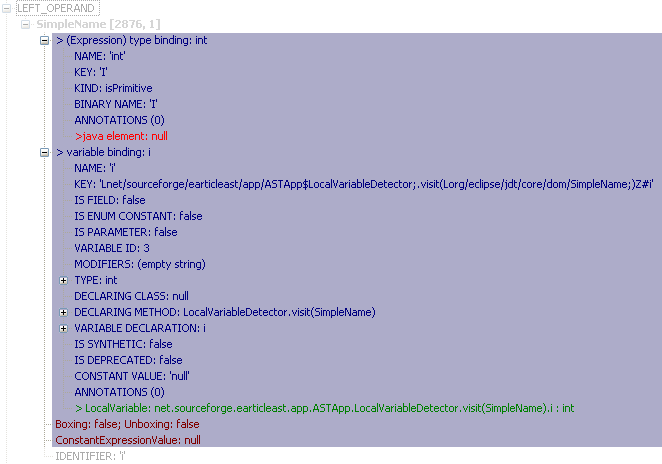 LEFT_OPERAND
SimpleName [2876, 1]
> (Expression) type binding: int
NAME: 'int'
KEY: 'I'
KIND: isPrimitive
BINARY NAME: 'I'
ANNOTATIONS (0)
>java element: null
> variable binding: i
NAME: 'i'
KEY: 'Lnet/sourceforge/earticleast/app/ASTApp$LocalVariableDetector;.visit(Lorg/eclipse/jdt/core/dom/SimpleName;)Z#i'
IS FIELD: false
IS ENUM CONSTANT: false
IS PARAMETER: false
VARIABLE ID: 3
MODIFIERS: (empty string)
TYPE: int
DECLARING CLASS: null
DECLARING METHOD: LocalVariableDetector.visit(SimpleName)
VARIABLE DECLARATION: i
IS SYNTHETIC: false
IS DEPRECATED: false
CONSTANT VALUE: 'null'
ANNOTATIONS (0)
> LocalVariable: net.sourceforge.earticleast.app.ASTApp.LocalVariableDetector.visit(SimpleName).i : int
Boxing: false; Unboxing: false
ConstantExpressionValue: null
IDENTIFIER: 'i'